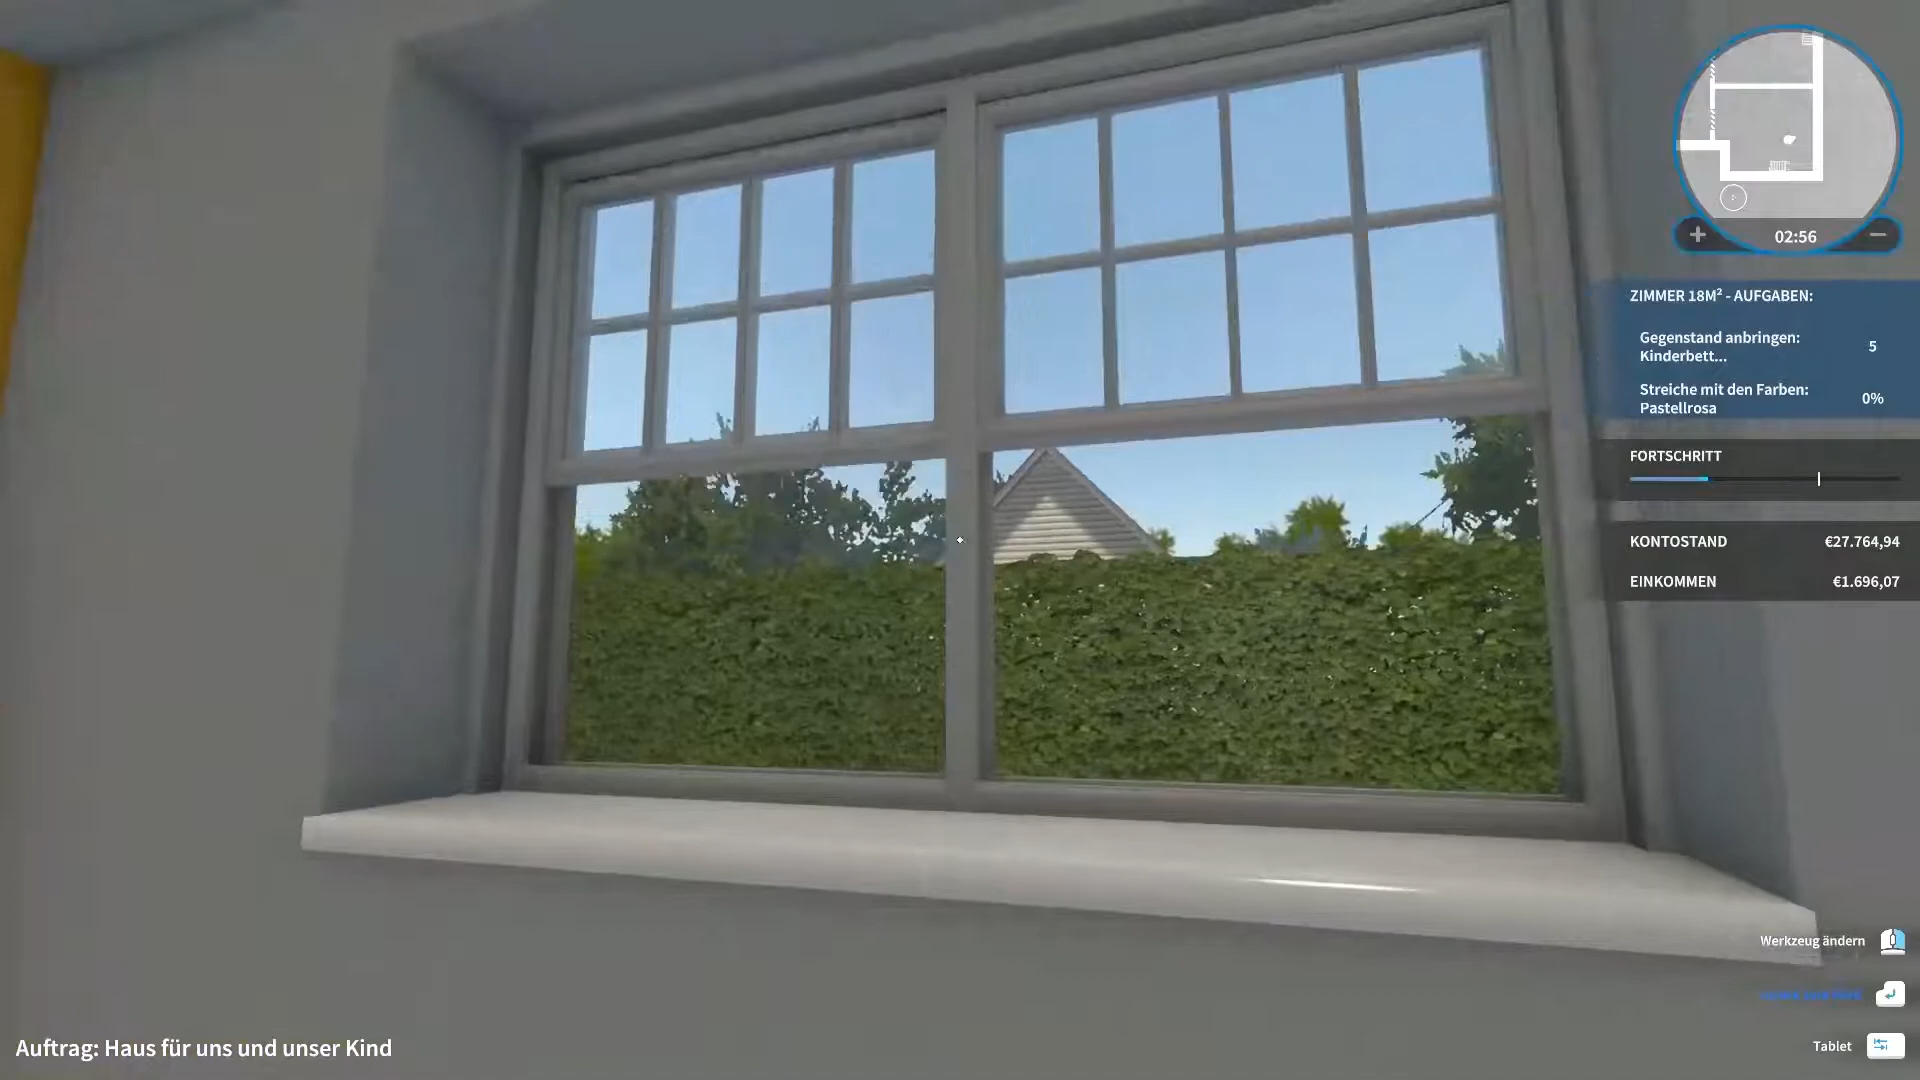 02:56
ZIMMER 18M² - AUFGABEN:
Gegenstand anbringen:
Kinderbett...
5
Streiche mit den Farben:
Pastellrosa
0%
FORTSCHRITT
KONTOSTAND €27.764,94
EINKOMMEN €1.696,07
Werkzeug ändern
Tablet
Auftrag: Haus für uns und unser Kind